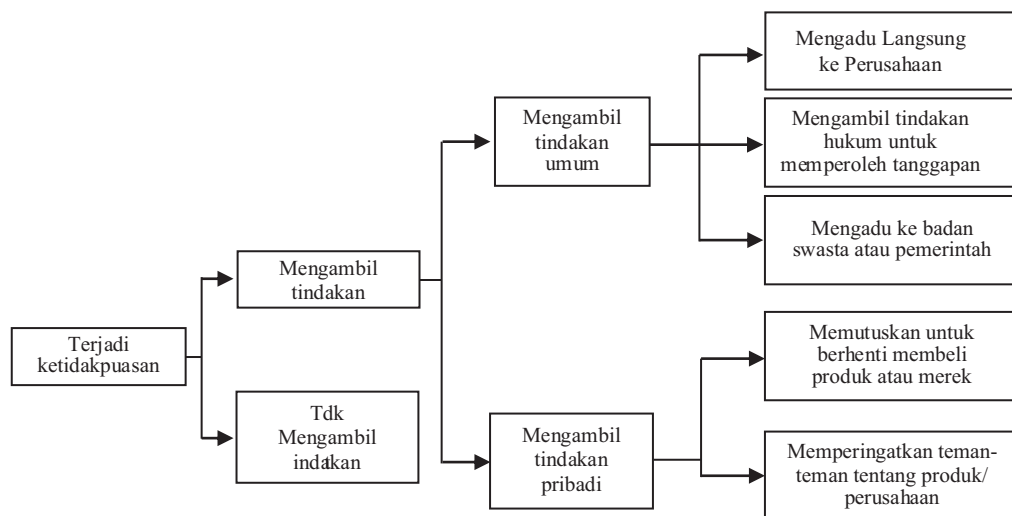 Mengadu Langsung
ke Perusahaan
Mengambil
tindakan
umum
Mengambil tindakan
hukum untuk
memperoleh tanggapan
Mengadu ke badan
swasta atau pemerintah
Mengambil
tindakan
Terjadi
ketidakpuasan
Tdk
Mengambil
indatkan
Mengambil
tindakan
pribadi
Memutuskan untuk
berhenti membeli
produk atau merek
Memperingatkan teman-
teman tentang produk/
perusahaan